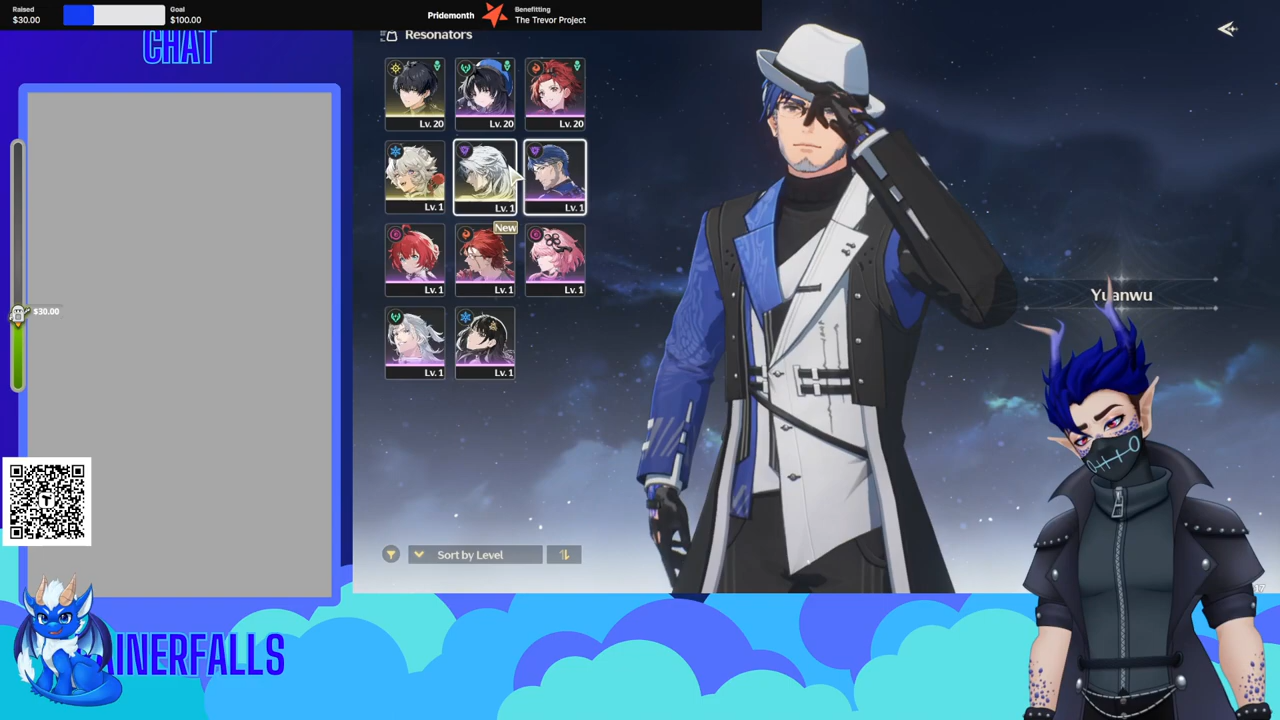 Raised
$30.00
Goal
$100.00
Pridemonth
Benefitting
The Trevor Project
CHAT
$30.00
Resonators
Lv. 20
Lv. 20
Lv. 20
Lv. 1
Lv. 1
Lv. 1
New
Lv. 1
Lv. 1
Lv. 1
Lv. 1
Lv. 1
Sort by Level
Yuanwu
T
INERFALLS